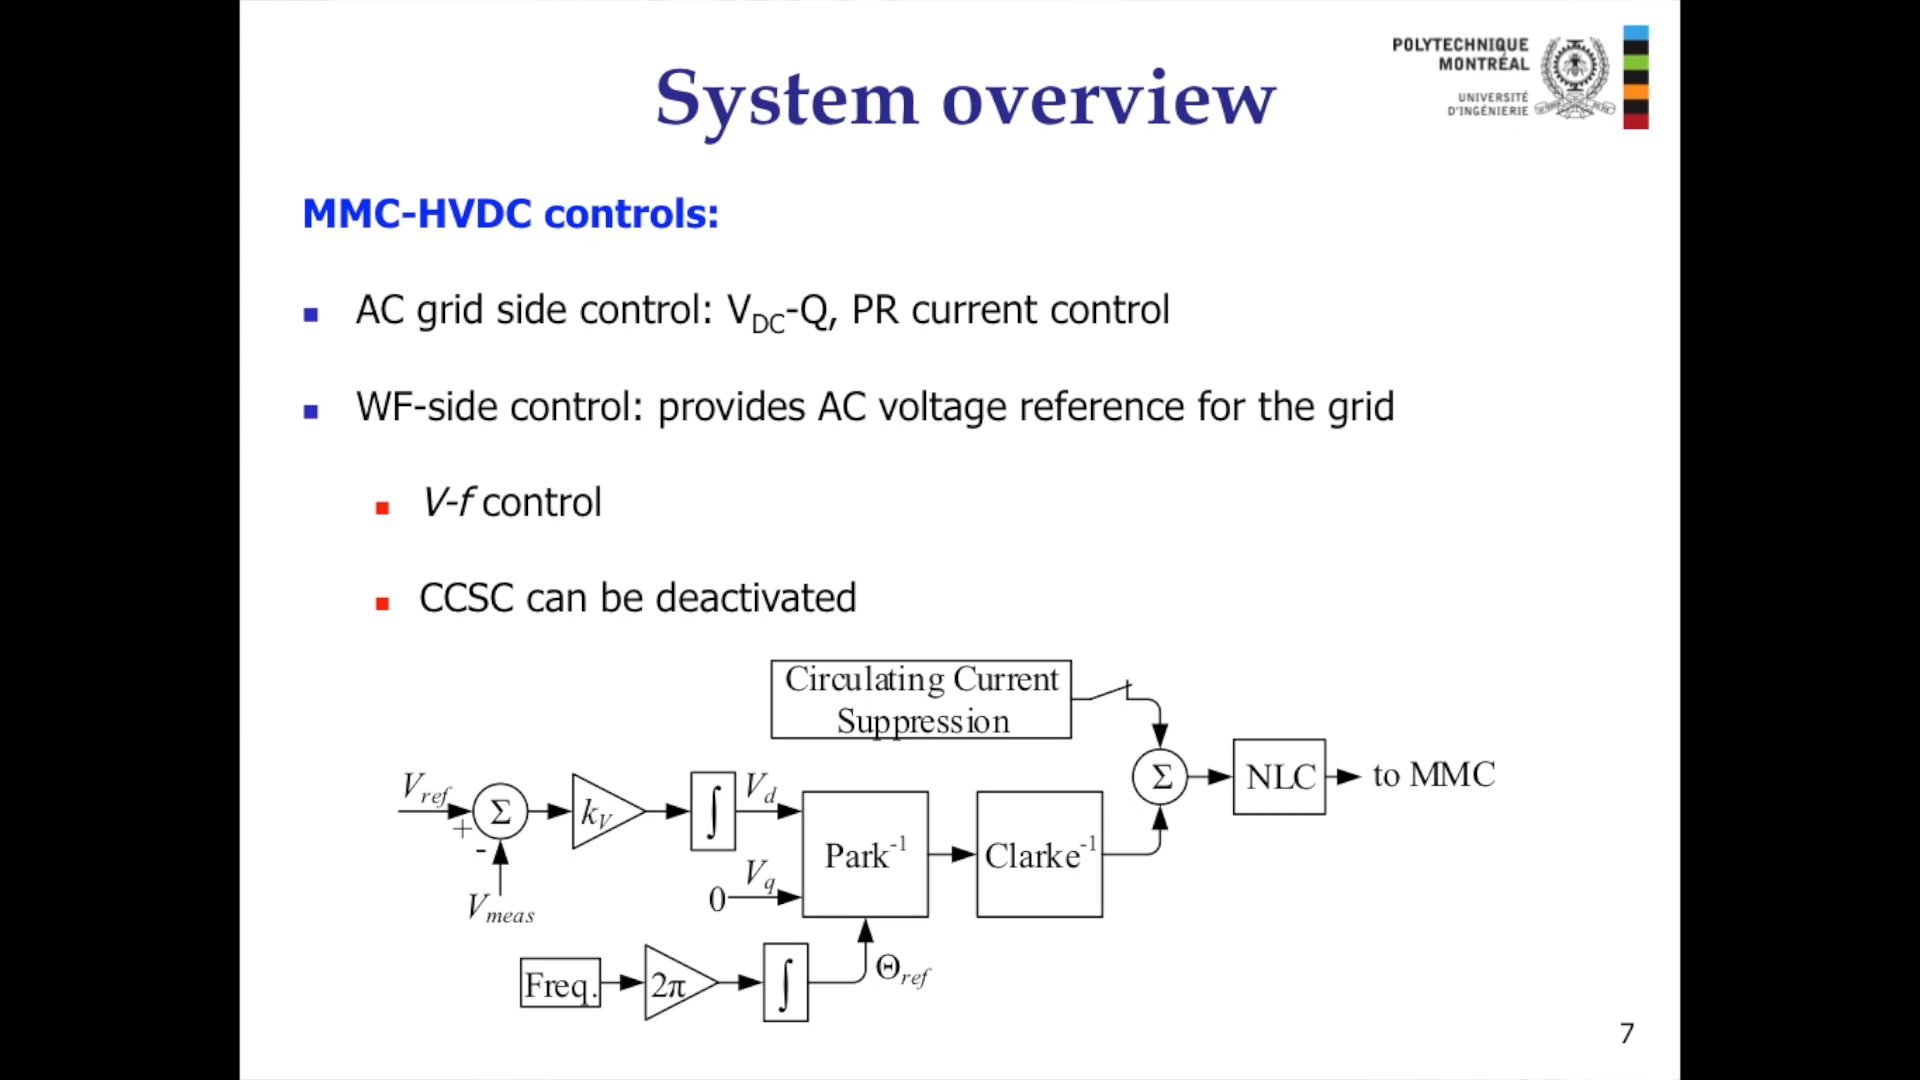 POLYTECHNIQUE
MONTRÉAL
UNIVERSITÉ
D'INGÉNIERIE
System overview
MMC-HVDC controls:
AC grid side control: V_DC-Q, PR current control
WF-side control: provides AC voltage reference for the grid
V-f control
CCSC can be deactivated
Circulating Current
Suppression
V_ref
+
-
Σ
k_V
∫
V_d
V_meas
0
V_q
Park⁻¹
Clarke⁻¹
Σ
NLC
to MMC
Freq.
2π
∫
Θ_ref
7